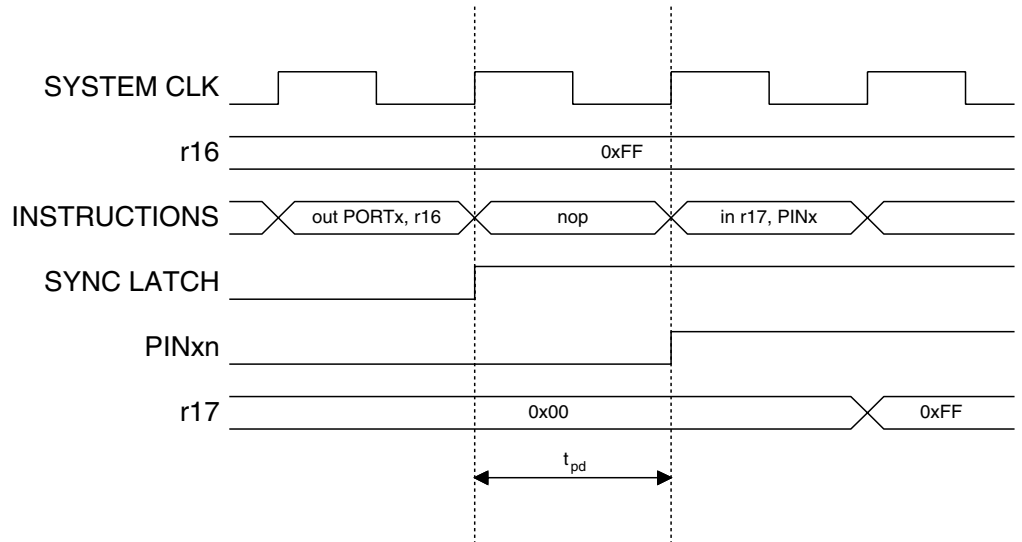 SYSTEM CLK
r16
0xFF
INSTRUCTIONS
out PORTx, r16
nop
in r17, PINx
SYNC LATCH
PINxn
r17
0x00
0xFF
tpd